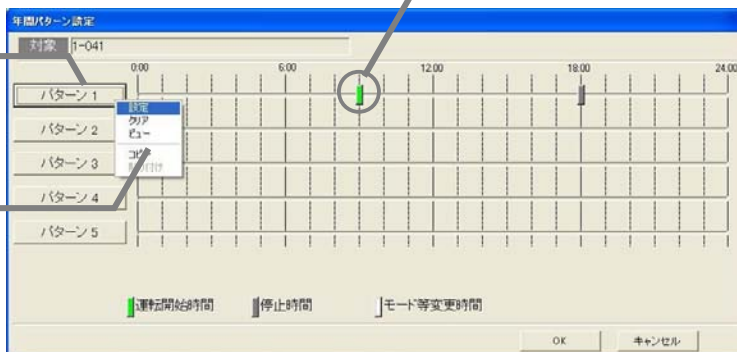 年間パターン設定
対象 1-041
0:00 6:00 12:00 18:00 24:00
パターン 1
設定
クリア
ビュー
パターン 2
パターン 3
パターン 4
パターン 5
運転開始時間 停止時間 モード等変更時間
OK キャンセル